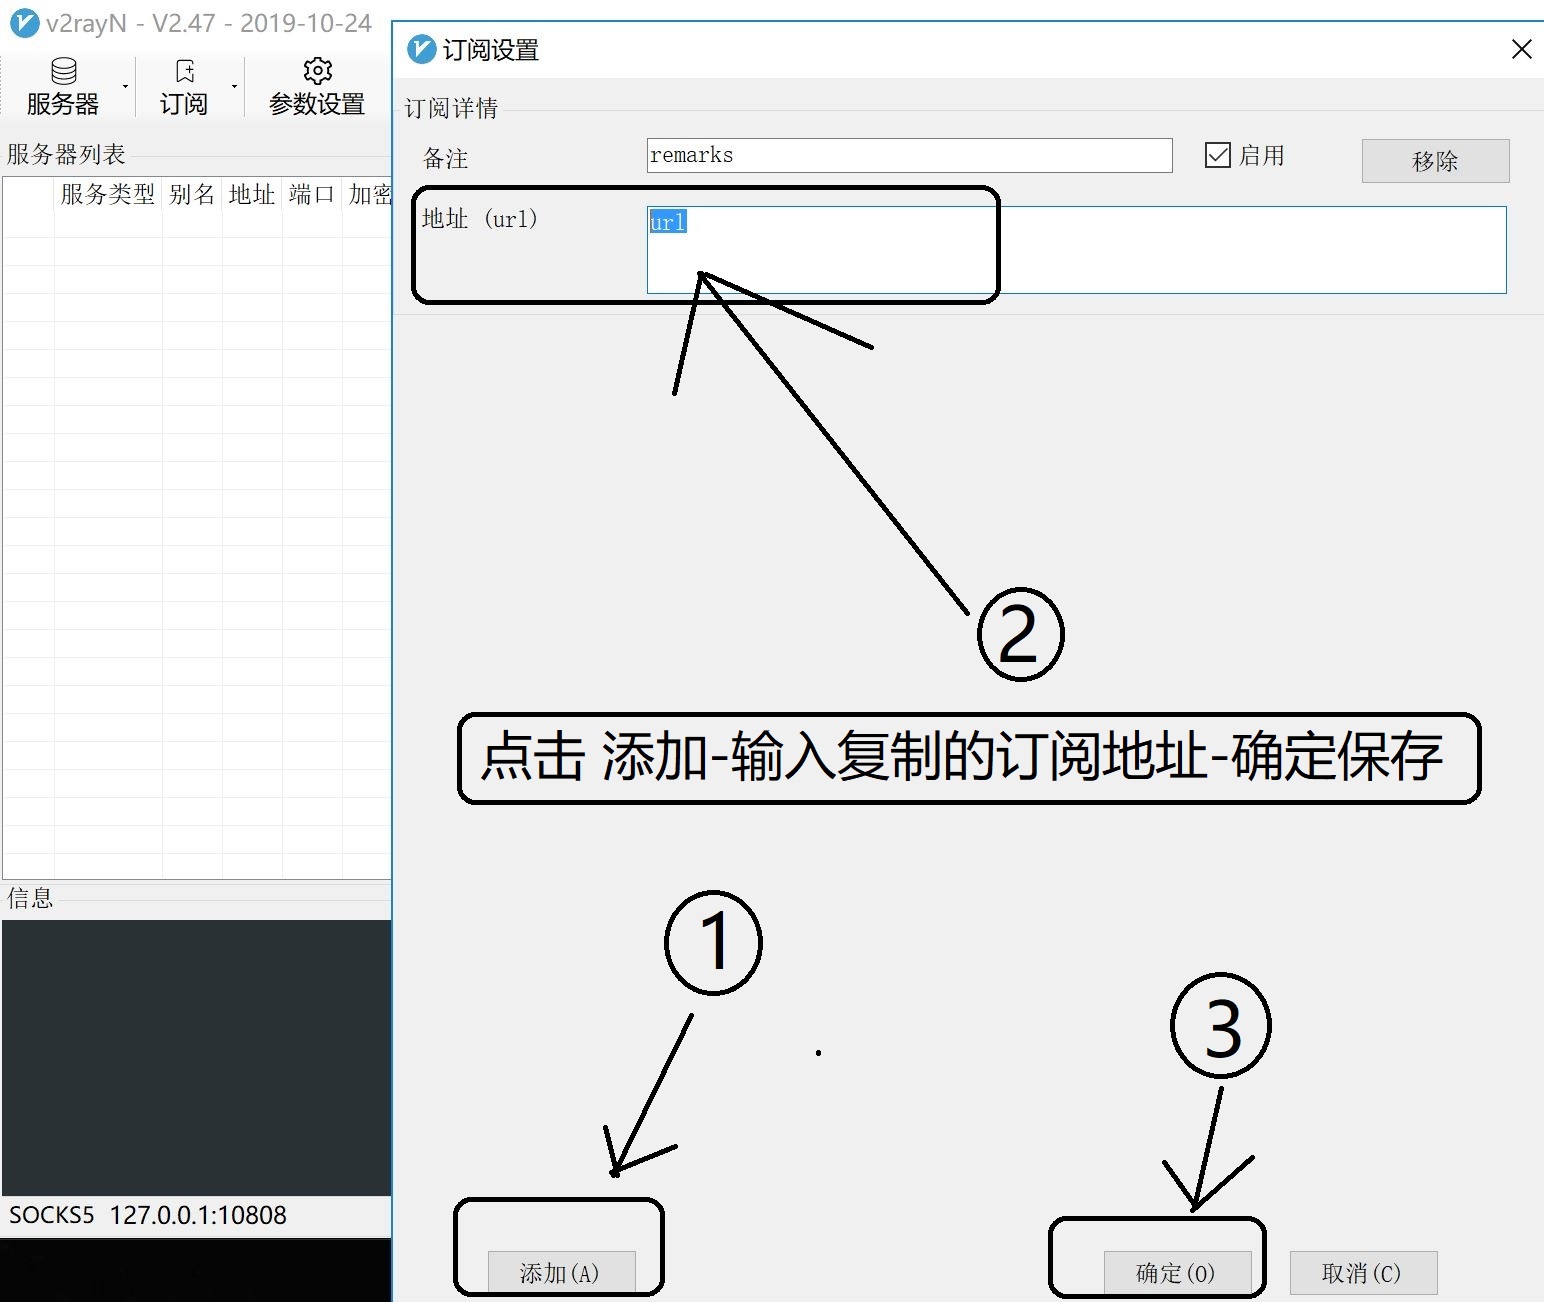 v2rayN - V2.47 - 2019-10-24
服务器
订阅
参数设置
服务器列表
服务类型 别名 地址 端口 加密
信息
SOCKS5 127.0.0.1:10808
订阅设置
订阅详情
备注
remarks
启用
移除
地址 (url)
url
2
点击 添加-输入复制的订阅地址-确定保存
1
3
添加(A)
确定(O)
取消(C)